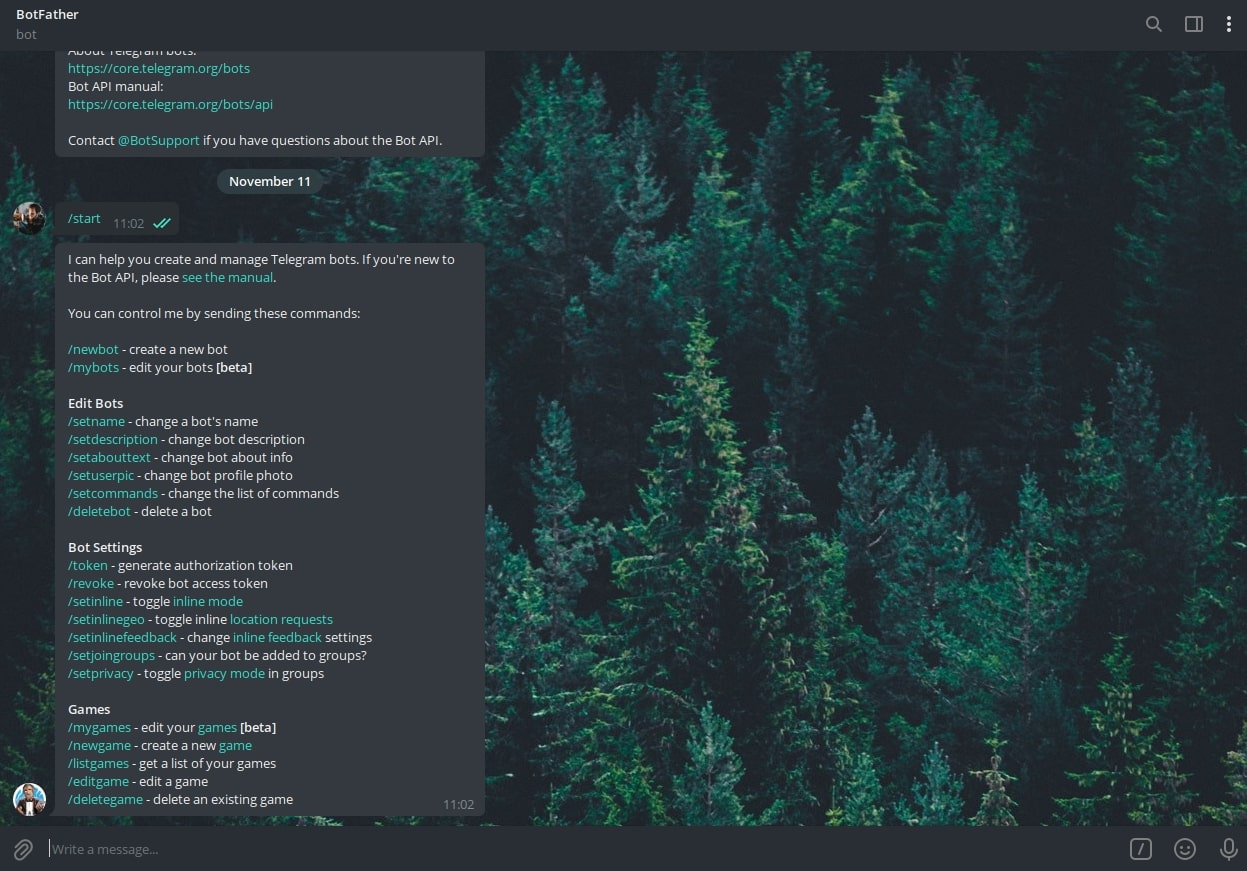 BotFather
bot
About Telegram bots:
https://core.telegram.org/bots
Bot API manual:
https://core.telegram.org/bots/api
Contact @BotSupport if you have questions about the Bot API.
November 11
/start 11:02
I can help you create and manage Telegram bots. If you're new to
the Bot API, please see the manual.
You can control me by sending these commands:
/newbot - create a new bot
/mybots - edit your bots [beta]
Edit Bots
/setname - change a bot's name
/setdescription - change bot description
/setabouttext - change bot about info
/setuserpic - change bot profile photo
/setcommands - change the list of commands
/deletebot - delete a bot
Bot Settings
/token - generate authorization token
/revoke - revoke bot access token
/setinline - toggle inline mode
/setinlinegeo - toggle inline location requests
/setinlinefeedback - change inline feedback settings
/setjoingroups - can your bot be added to groups?
/setprivacy - toggle privacy mode in groups
Games
/mygames - edit your games [beta]
/newgame - create a new game
/listgames - get a list of your games
/editgame - edit a game
/deletegame - delete an existing game
11:02
Write a message...